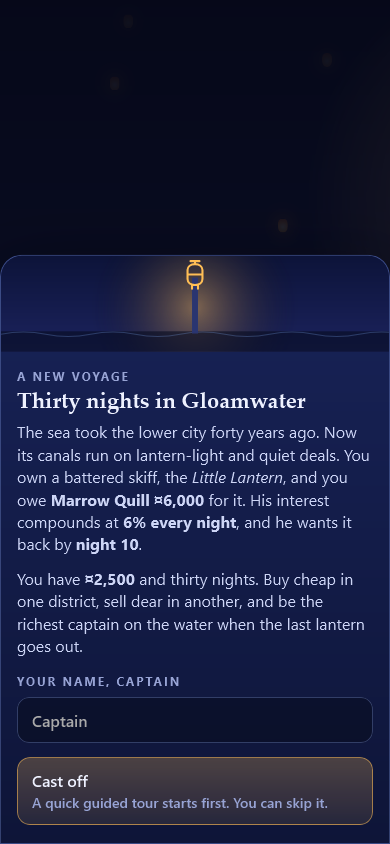 A NEW VOYAGE
Thirty nights in Gloamwater
The sea took the lower city forty years ago. Now
its canals run on lantern-light and quiet deals. You
own a battered skiff, the Little Lantern, and you
owe Marrow Quill ¤6,000 for it. His interest
compounds at 6% every night, and he wants it
back by night 10.
You have ¤2,500 and thirty nights. Buy cheap in
one district, sell dear in another, and be the
richest captain on the water when the last lantern
goes out.
YOUR NAME, CAPTAIN
Captain
Cast off
A quick guided tour starts first. You can skip it.